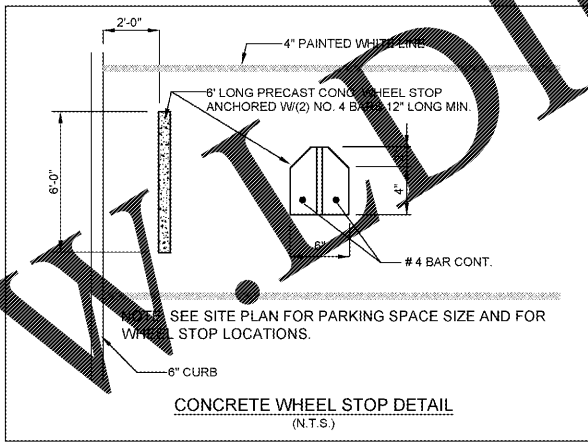 2'-0"
4" PAINTED WHITE LINE
6' LONG PRECAST CONC. WHEEL STOP
ANCHORED W/(2) NO. 4 BARS 12" LONG MIN.
6'-0"
4"
6"
# 4 BAR CONT.
NOTE: SEE SITE PLAN FOR PARKING SPACE SIZE AND FOR
WHEEL STOP LOCATIONS.
6" CURB
CONCRETE WHEEL STOP DETAIL
(N.T.S.)
W.LD